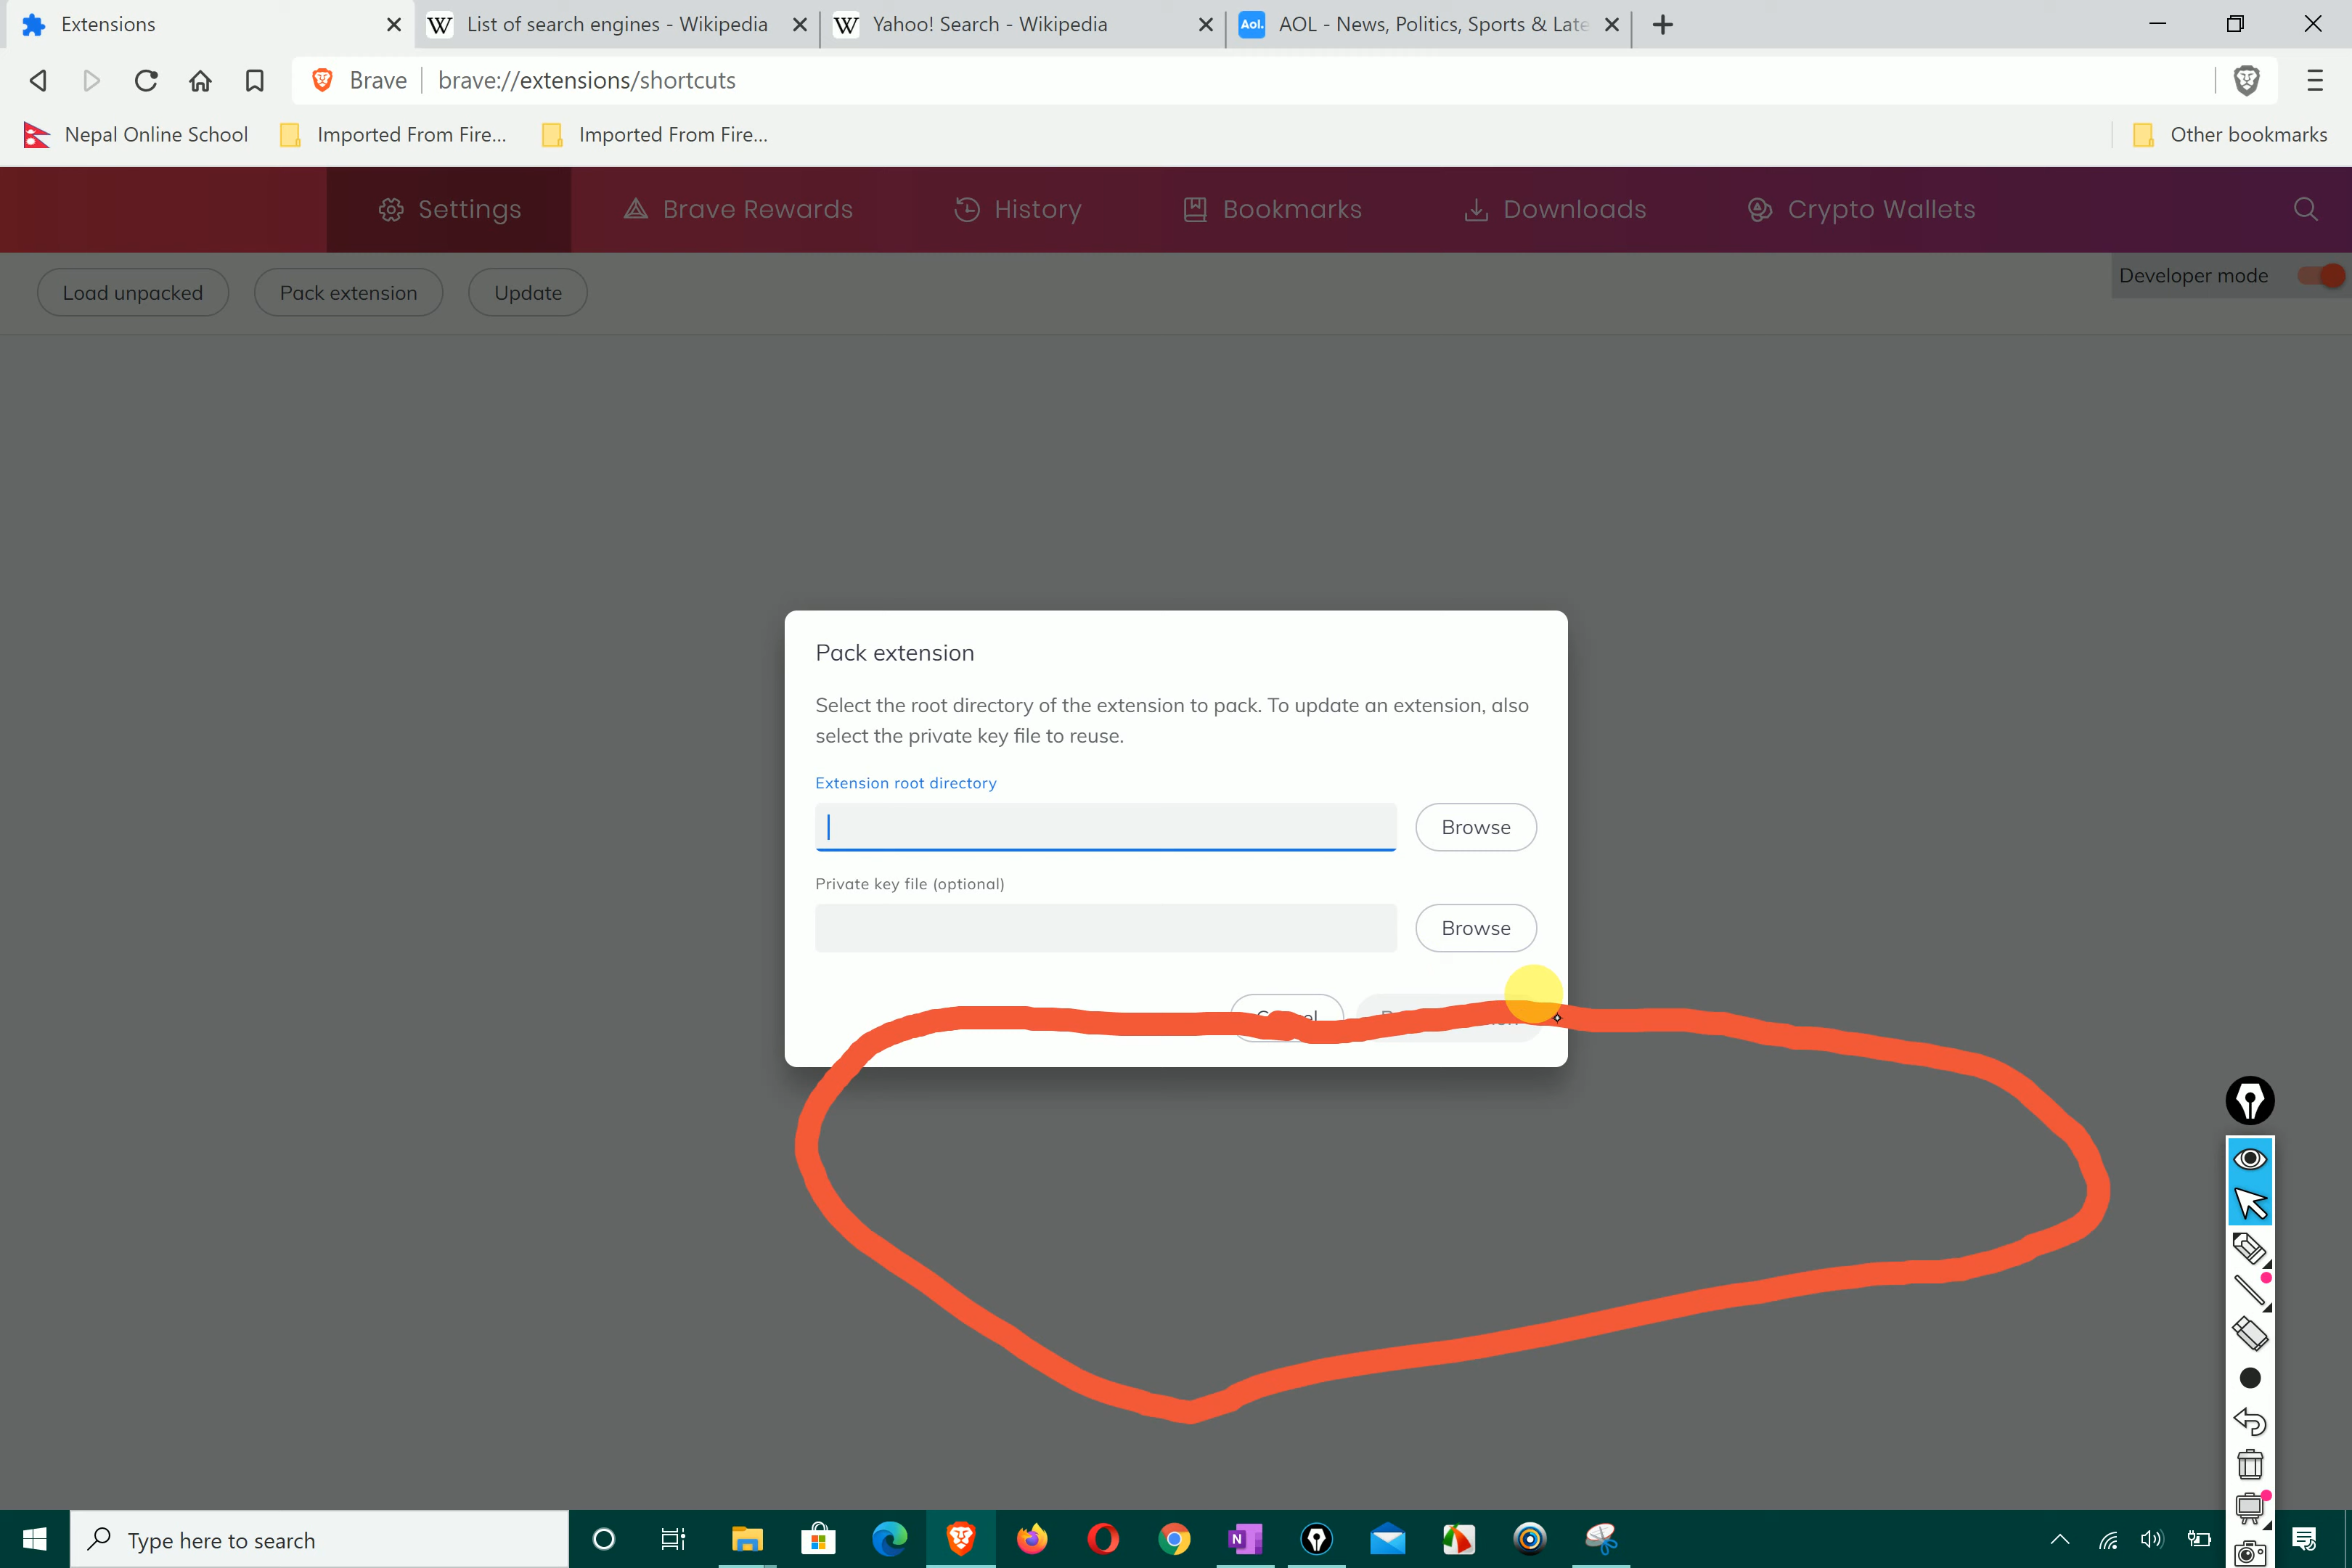 Extensions
List of search engines - Wikipedia
Yahoo! Search - Wikipedia
Aol.
AOL - News, Politics, Sports & Late
Brave
brave://extensions/shortcuts
Nepal Online School
Imported From Fire...
Imported From Fire...
Other bookmarks
Settings
Brave Rewards
History
Bookmarks
Downloads
Crypto Wallets
Load unpacked
Pack extension
Update
Developer mode
Pack extension
Select the root directory of the extension to pack. To update an extension, also
select the private key file to reuse.
Extension root directory
Browse
Private key file (optional)
Browse
Type here to search